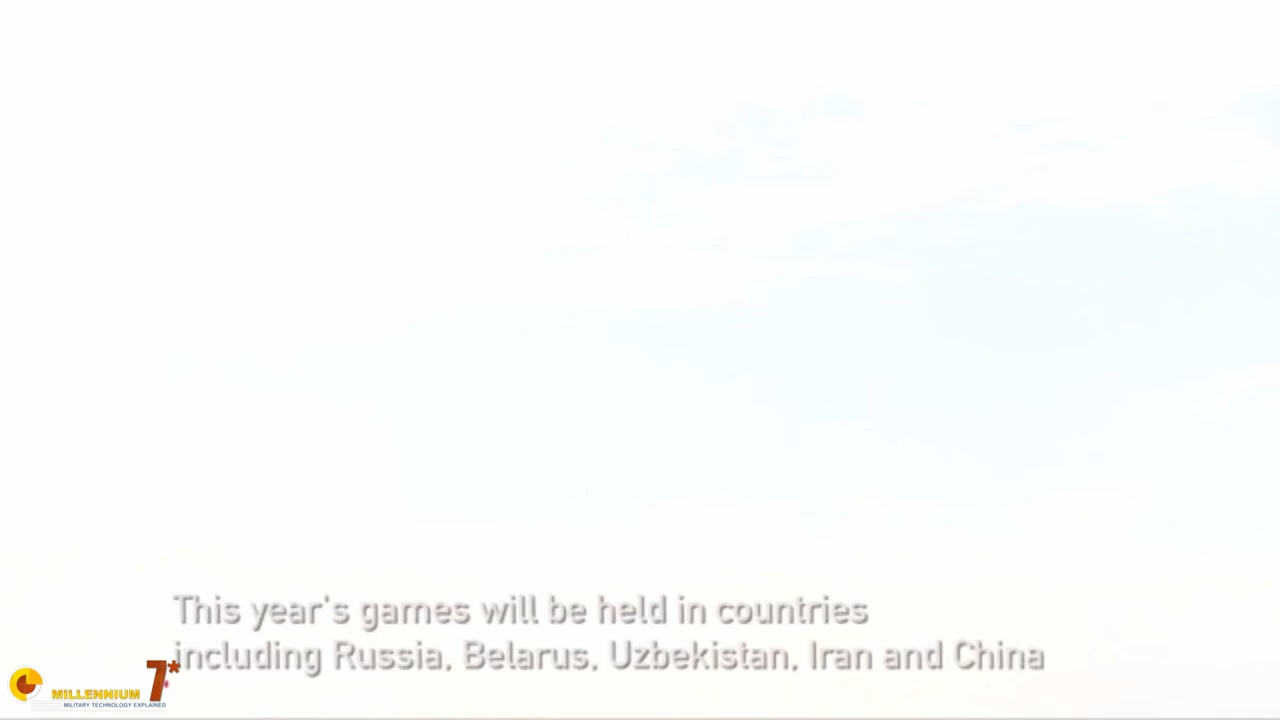 This year's games will be held in countries
including Russia, Belarus, Uzbekistan, Iran and China
MILLENNIUM 7*
MILITARY TECHNOLOGY EXPLAINED